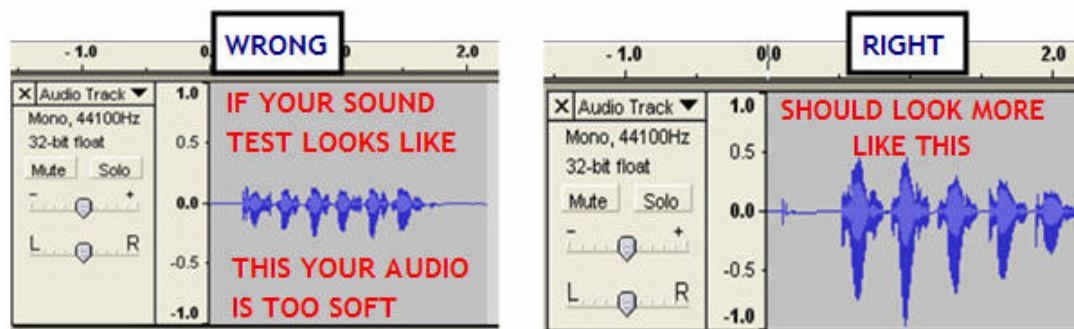 WRONG
- 1.0 0. .0 2.0
X Audio Track ▼
Mono, 44100Hz
32-bit float
Mute Solo
- +
L R
1.0
0.5
0.0
-0.5
-1.0
IF YOUR SOUND
TEST LOOKS LIKE
THIS YOUR AUDIO
IS TOO SOFT
RIGHT
- 1.0 0.0 2.0
X Audio Track ▼
Mono, 44100Hz
32-bit float
Mute Solo
- +
L R
1.0
0.5
0.0
-0.5
-1.0
SHOULD LOOK MORE
LIKE THIS